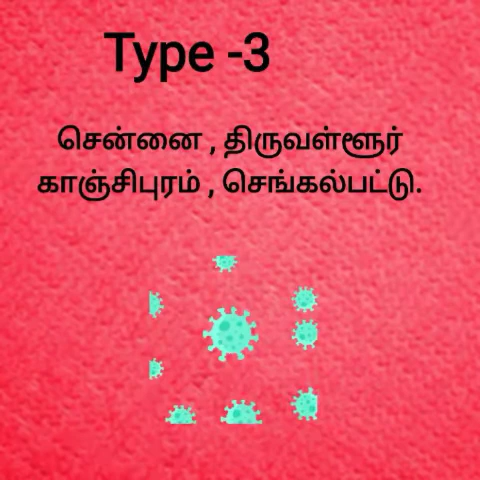 Type -3
சென்னை , திருவள்ளூர்
காஞ்சிபுரம் , செங்கல்பட்டு.